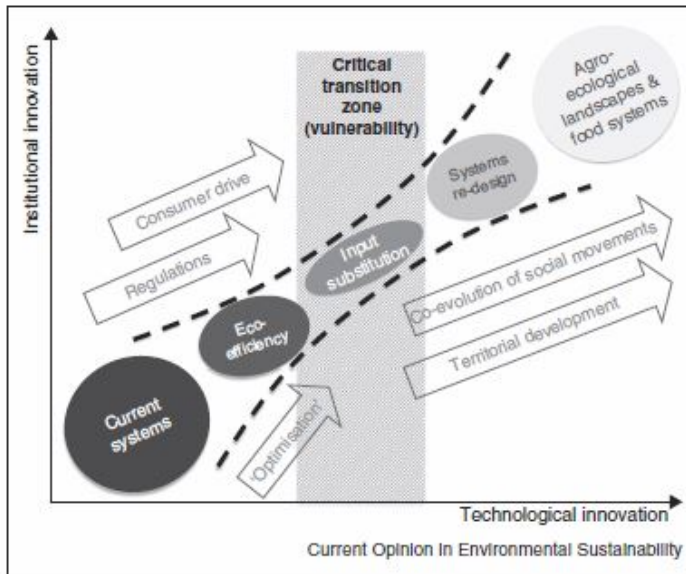 Institutional innovation
Critical
transition
zone
(vulnerability)
Agro-
ecological
landscapes &
food systems
Consumer drive
Regulations
Systems
re-design
Input
substitution
Eco-
efficiency
Current
systems
'Optimisation'
Co-evolution of social movements
Territorial development
Technological innovation
Current Opinion in Environmental Sustainability